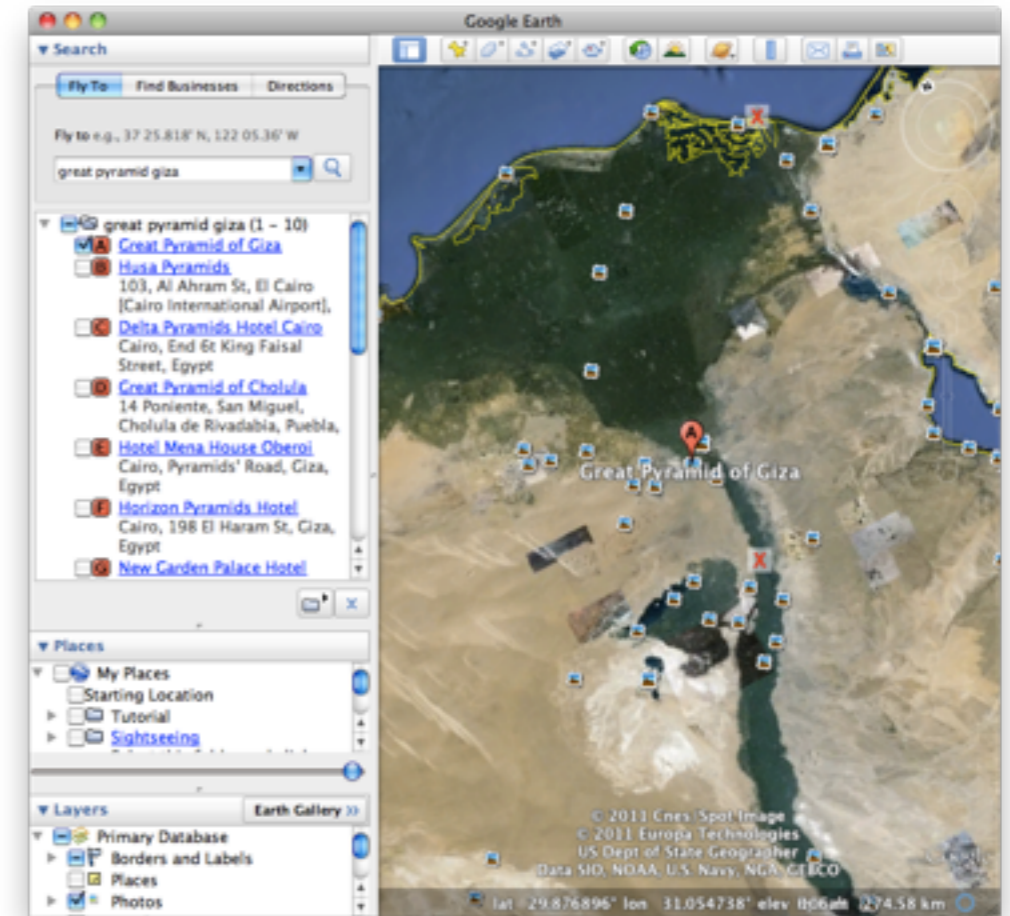 Google Earth
Search
Fly To Find Businesses Directions
Fly to e.g., 37 25.818' N, 122 05.36' W
great pyramid giza
great pyramid giza (1 – 10)
A Great Pyramid of Giza
B Husa Pyramids
103, Al Ahram St, El Cairo
[Cairo International Airport],
C Delta Pyramids Hotel Cairo
Cairo, End 6t King Faisal
Street, Egypt
D Great Pyramid of Cholula
14 Poniente, San Miguel,
Cholula de Rivadabia, Puebla,
E Hotel Mena House Oberoi
Cairo, Pyramids' Road, Giza,
Egypt
F Horizon Pyramids Hotel
Cairo, 198 El Haram St, Giza,
Egypt
G New Garden Palace Hotel
Places
My Places
Starting Location
Tutorial
Sightseeing
Layers
Earth Gallery >>
Primary Database
Borders and Labels
Places
Photos
N
X
A
Great Pyramid of Giza
X
© 2011 Cnes/Spot Image
© 2011 Europa Technologies
US Dept of State Geographer
Data SIO, NOAA, U.S. Navy, NGA, GEBCO
lat 29.876896° lon 31.054738° elev